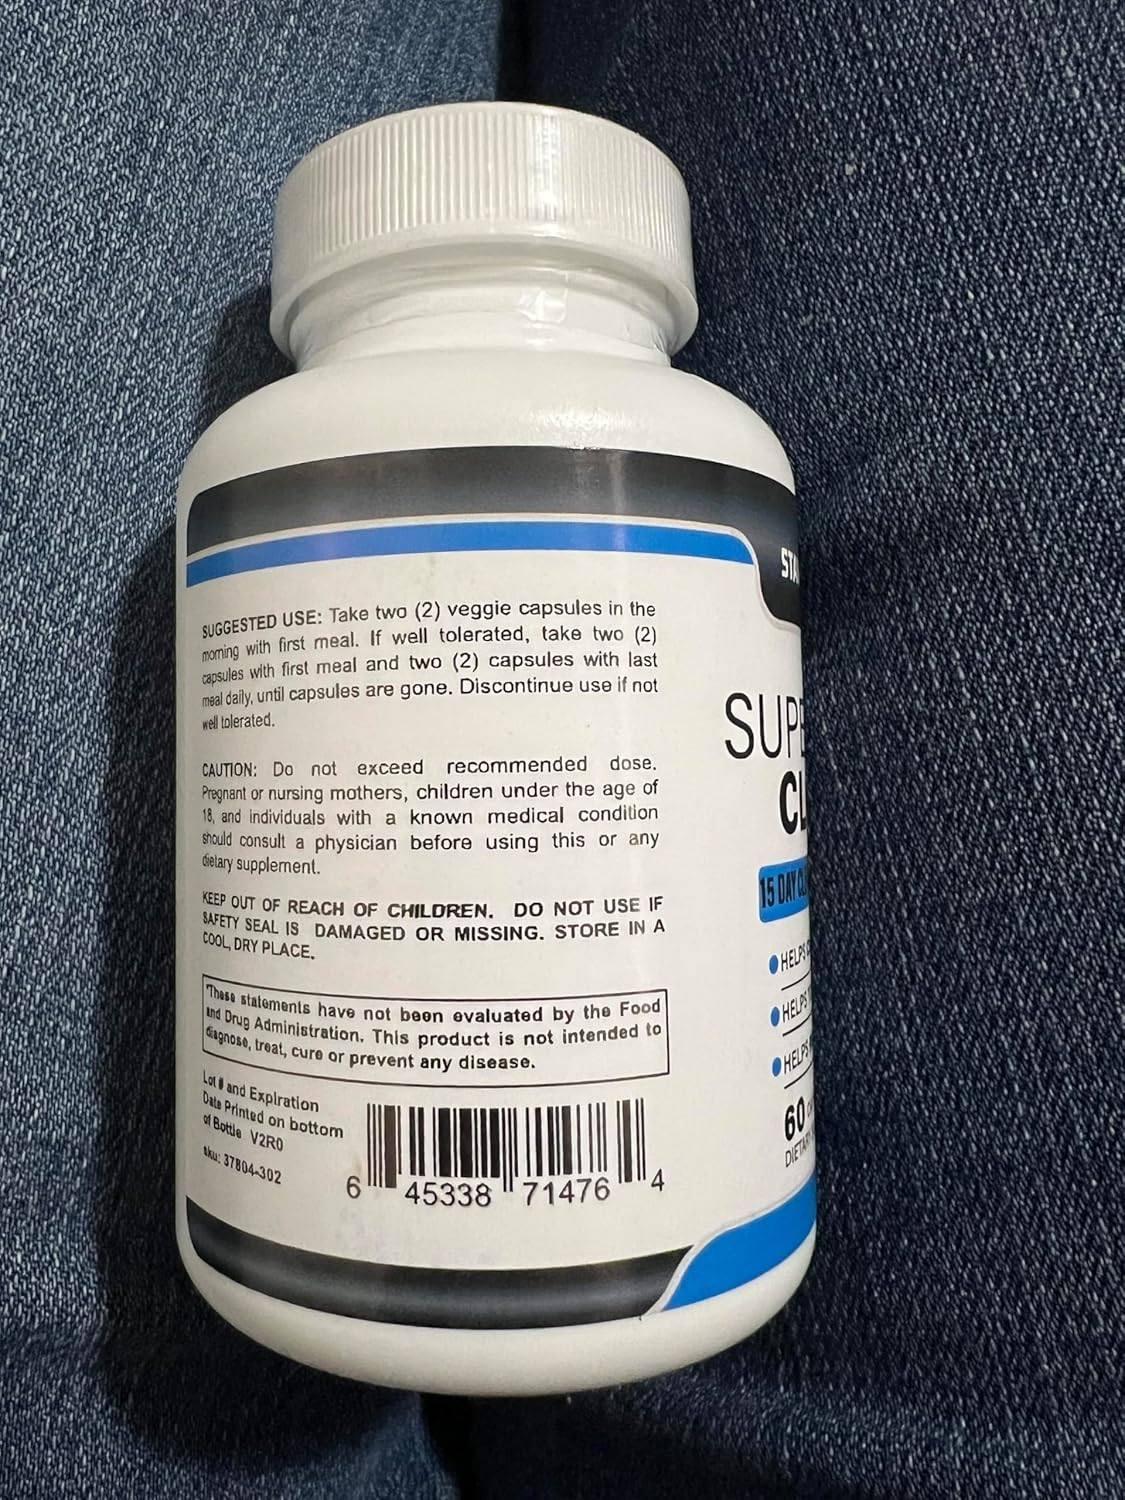 SUGGESTED USE: Take two (2) veggie capsules in the
morning with first meal. If well tolerated, take two (2)
capsules with first meal and two (2) capsules with last
meal daily, until capsules are gone. Discontinue use if not
well tolerated.
CAUTION: Do not exceed recommended dose.
Pregnant or nursing mothers, children under the age of
18, and individuals with a known medical condition
should consult a physician before using this or any
dietary supplement.
KEEP OUT OF REACH OF CHILDREN. DO NOT USE IF
SAFETY SEAL IS DAMAGED OR MISSING. STORE IN A
COOL, DRY PLACE.
*These statements have not been evaluated by the Food
and Drug Administration. This product is not intended to
diagnose, treat, cure or prevent any disease.
Lot # and Expiration
Date Printed on bottom
of Bottle V2R0
sku: 37804-302
6 45338 71476 4
STA
SUPE
CL
15 DAY
HELPS
HELPS
HELPS
60